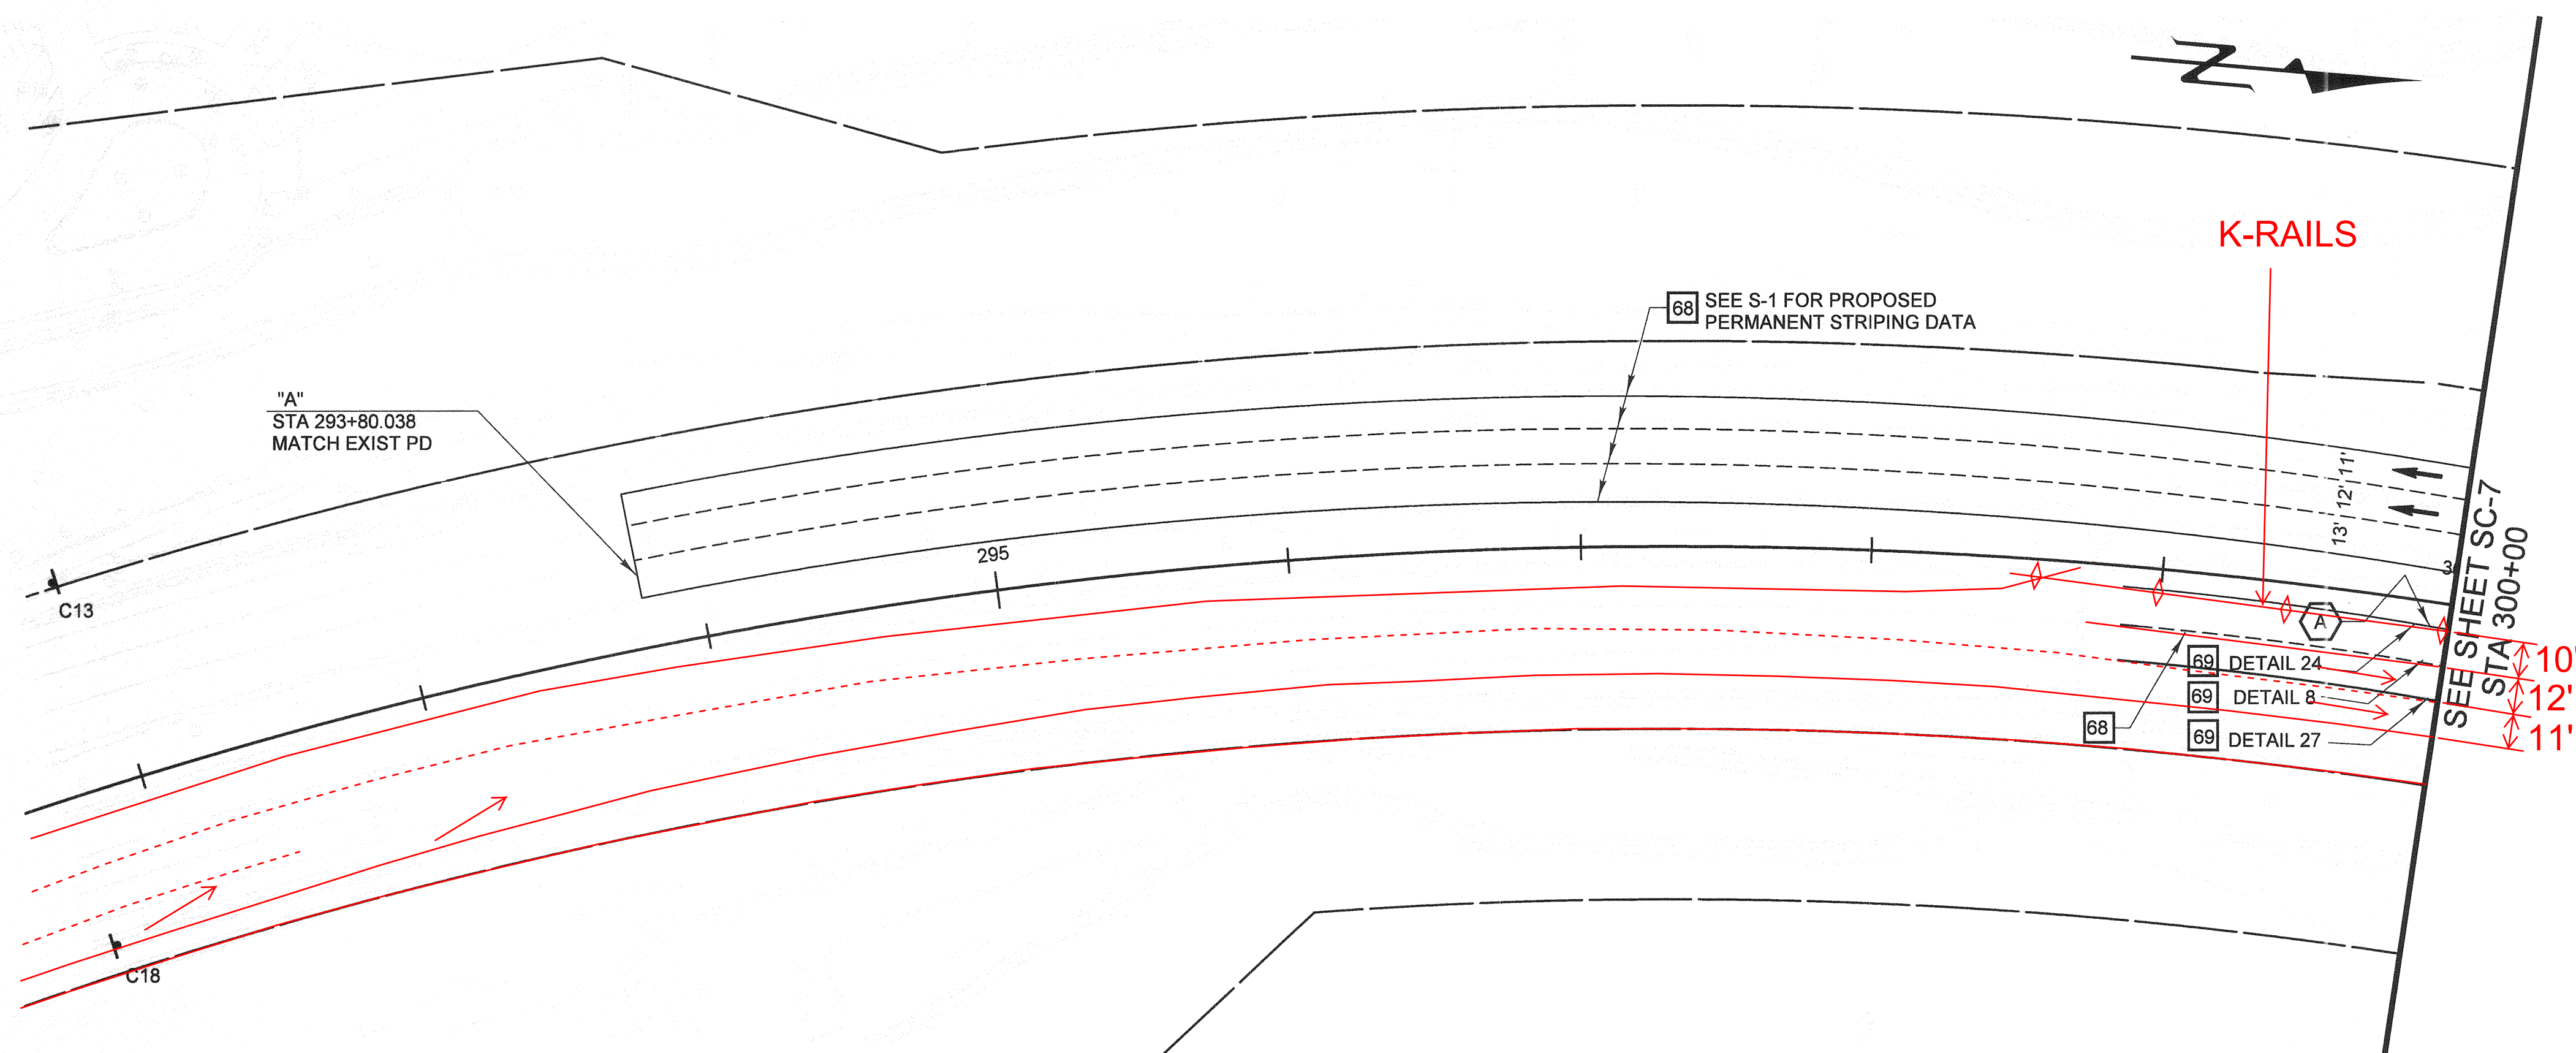 K-RAILS
68 SEE S-1 FOR PROPOSED
PERMANENT STRIPING DATA
"A"
STA 293+80.038
MATCH EXIST PD
13' 12' 11'
295
3
C13
A
69 DETAIL 24
69 DETAIL 8
69 DETAIL 27
68
SEE SHEET SC-7
STA 300+00
10'
12'
11'
C18